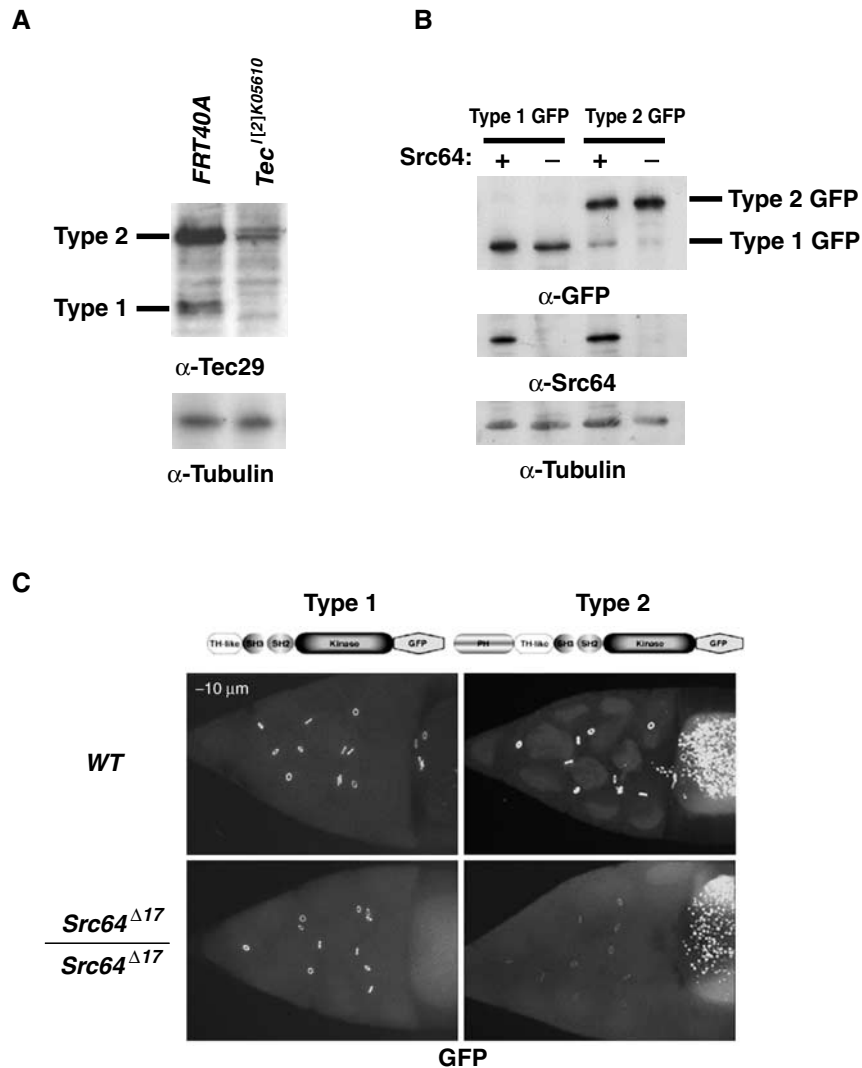 A
FRT40A
Tec^l[2]K05610
Type 2
Type 1
α-Tec29
α-Tubulin
B
Type 1 GFP Type 2 GFP
Src64: + – + –
Type 2 GFP
Type 1 GFP
α-GFP
α-Src64
α-Tubulin
C
Type 1 Type 2
TH-like SH3 SH2 Kinase GFP PH TH-like SH3 SH2 Kinase GFP
–10 μm
WT
Src64^Δ17
Src64^Δ17
GFP